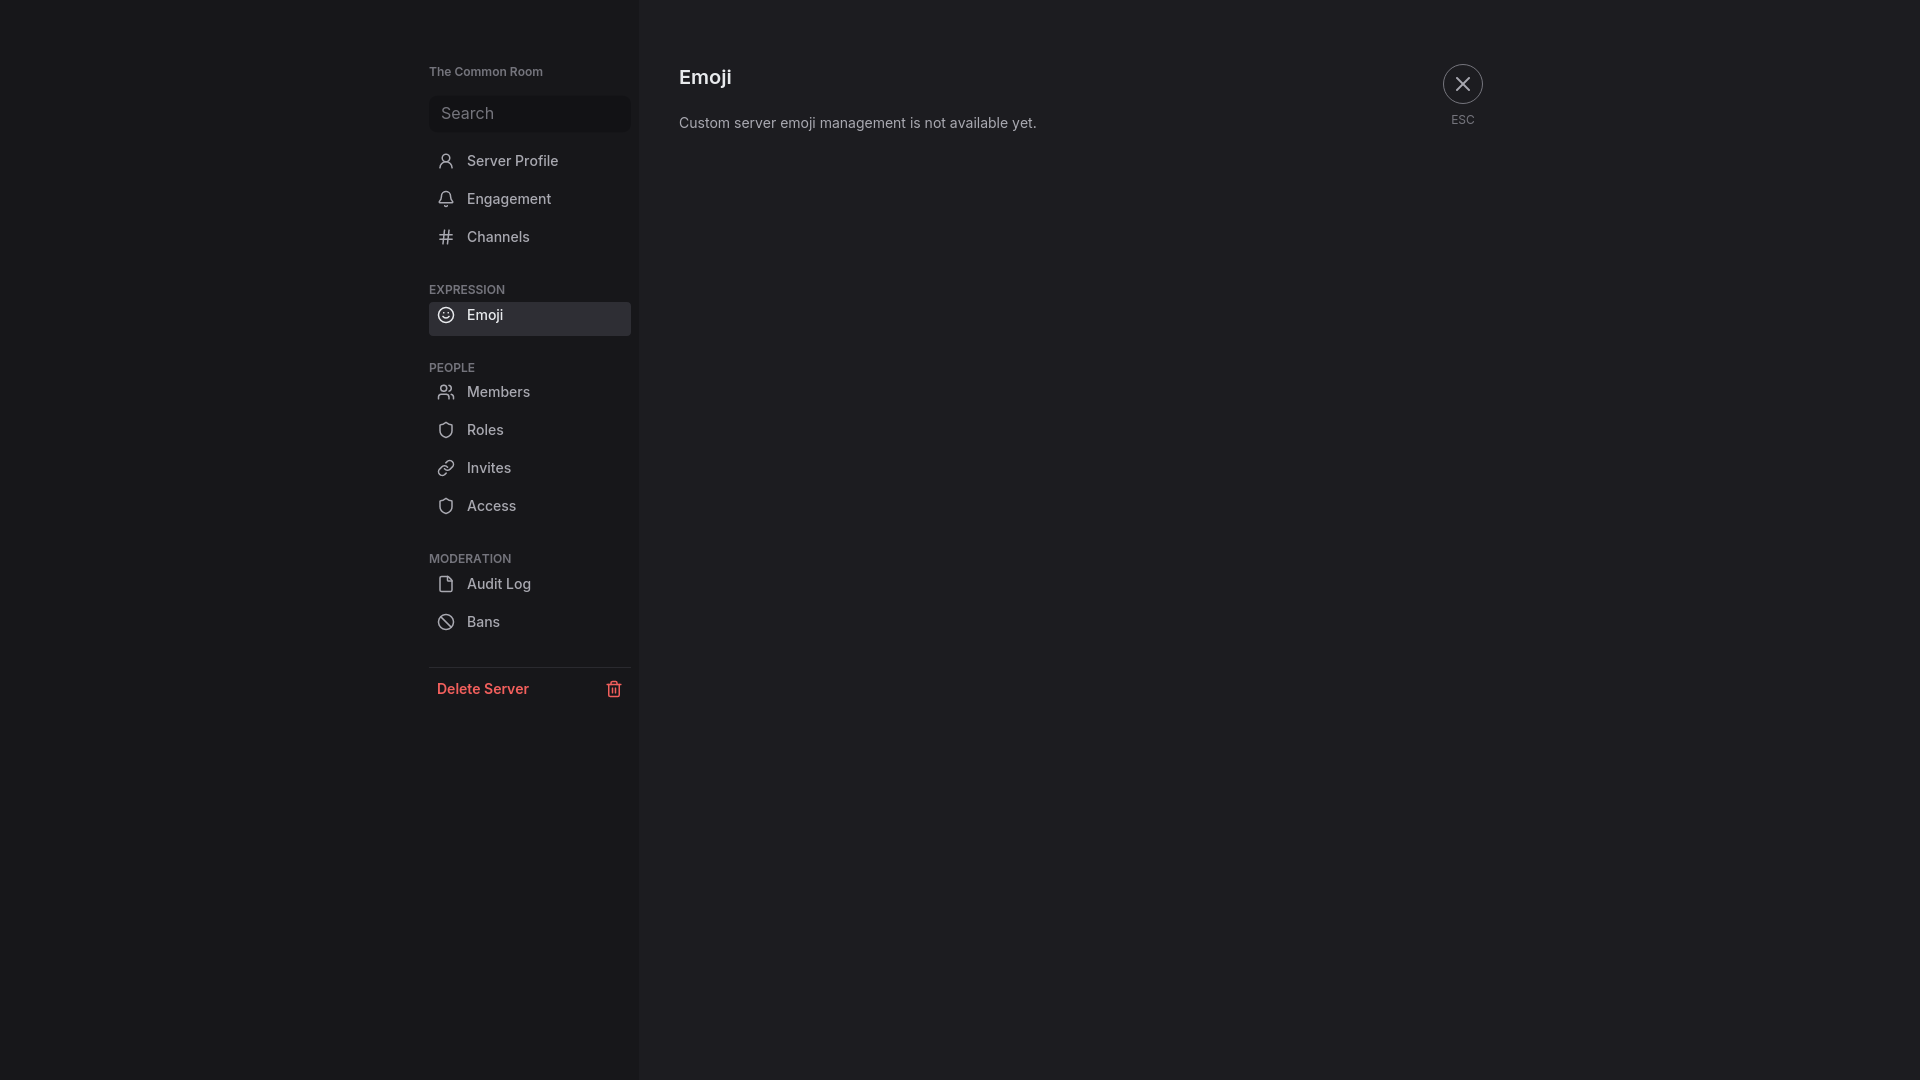 The Common Room
Search
Server Profile
Engagement
Channels
EXPRESSION
Emoji
PEOPLE
Members
Roles
Invites
Access
MODERATION
Audit Log
Bans
Delete Server
Emoji
Custom server emoji management is not available yet.
ESC